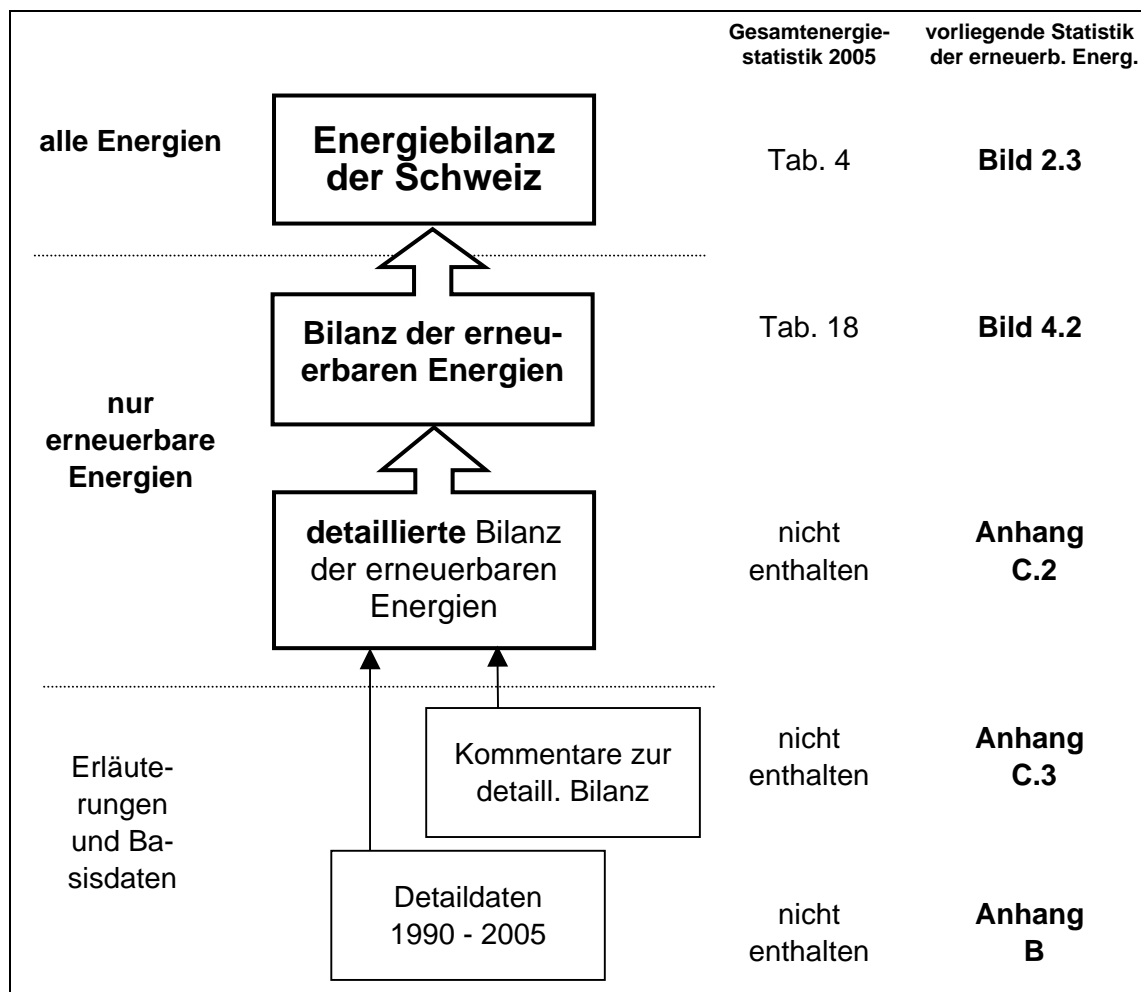 Gesamtenergie-
statistik 2005
vorliegende Statistik
der erneuerb. Energ.
alle Energien
Energiebilanz
der Schweiz
Tab. 4
Bild 2.3
Bilanz der erneu-
erbaren Energien
Tab. 18
Bild 4.2
nur
erneuerbare
Energien
detaillierte Bilanz
der erneuerbaren
Energien
nicht
enthalten
Anhang
C.2
Erläute-
rungen
und Ba-
sisdaten
Kommentare zur
detaill. Bilanz
nicht
enthalten
Anhang
C.3
Detaildaten
1990 - 2005
nicht
enthalten
Anhang
B